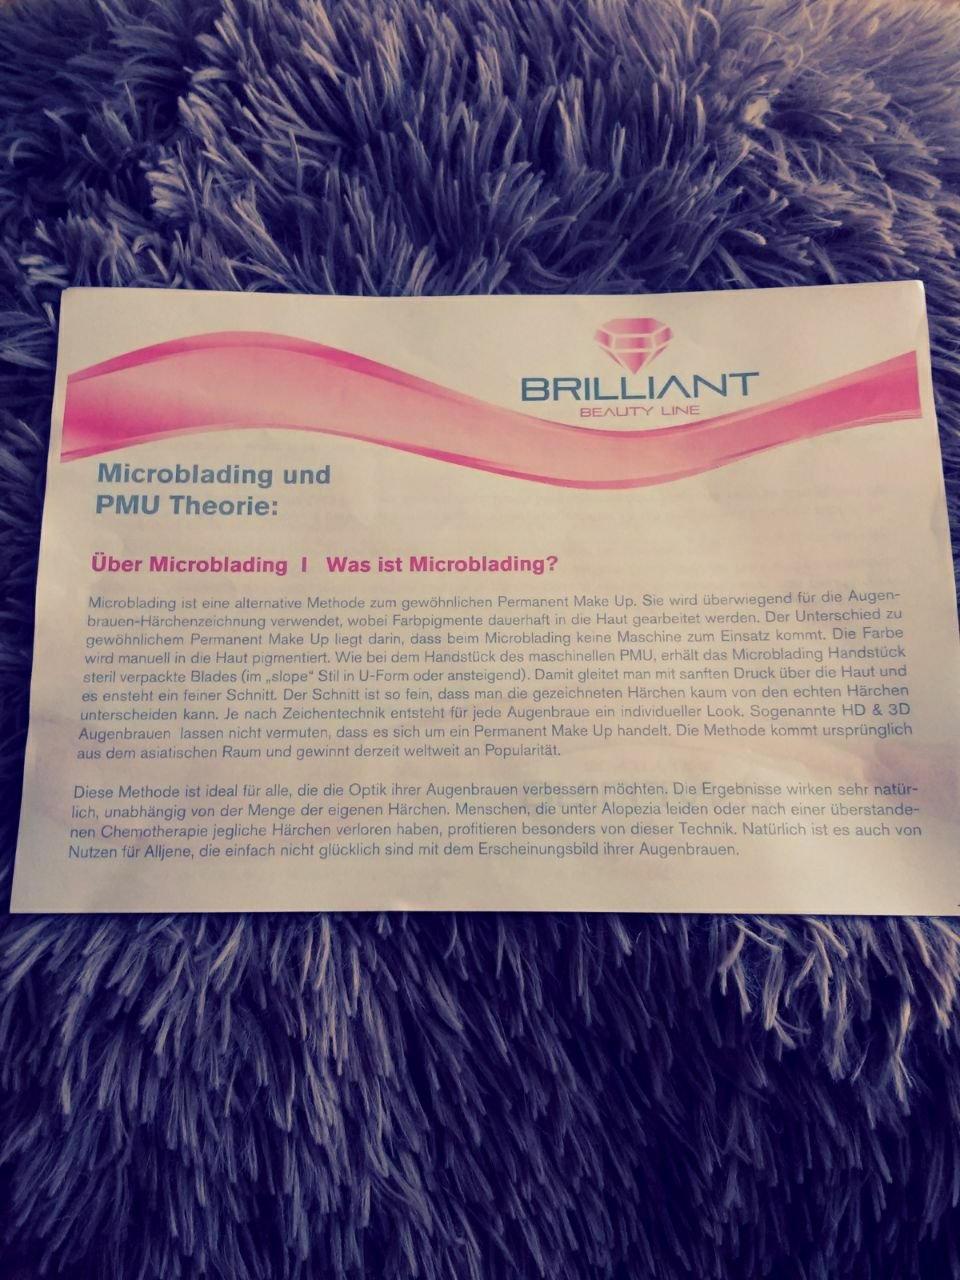 BRILLIANT
BEAUTY LINE
Microblading und
PMU Theorie:
Über Microblading | Was ist Microblading?
Microblading ist eine alternative Methode zum gewöhnlichen Permanent Make Up. Sie wird überwiegend für die Augen-
brauen-Härchenzeichnung verwendet, wobei Farbpigmente dauerhaft in die Haut gearbeitet werden. Der Unterschied zu
gewöhnlichem Permanent Make Up liegt darin, dass beim Microblading keine Maschine zum Einsatz kommt. Die Farbe
wird manuell in die Haut pigmentiert. Wie bei dem Handstück des maschinellen PMU, erhält das Microblading Handstück
steril verpackte Blades (im „slope" Stil in U-Form oder ansteigend). Damit gleitet man mit sanften Druck über die Haut und
es ensteht ein feiner Schnitt. Der Schnitt ist so fein, dass man die gezeichneten Härchen kaum von den echten Härchen
unterscheiden kann. Je nach Zeichentechnik entsteht für jede Augenbraue ein individueller Look. Sogenannte HD & 3D
Augenbrauen lassen nicht vermuten, dass es sich um ein Permanent Make Up handelt. Die Methode kommt ursprünglich
aus dem asiatischen Raum und gewinnt derzeit weltweit an Popularität.
Diese Methode ist ideal für alle, die die Optik ihrer Augenbrauen verbessern möchten. Die Ergebnisse wirken sehr natür-
lich, unabhängig von der Menge der eigenen Härchen. Menschen, die unter Alopezia leiden oder nach einer überstande-
nen Chemotherapie jegliche Härchen verloren haben, profitieren besonders von dieser Technik. Natürlich ist es auch von
Nutzen für Alljene, die einfach nicht glücklich sind mit dem Erscheinungsbild ihrer Augenbrauen.